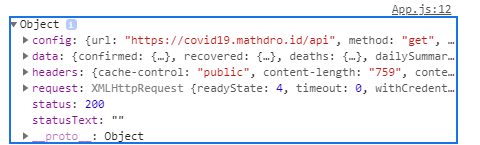 App.js:12
▼Object i
▶config: {url: "https://covid19.mathdro.id/api", method: "get", …
▶data: {confirmed: {…}, recovered: {…}, deaths: {…}, dailySummar
▶headers: {cache-control: "public", content-length: "759", conte
▶request: XMLHttpRequest {readyState: 4, timeout: 0, withCredent
status: 200
statusText: ""
▶__proto__: Object